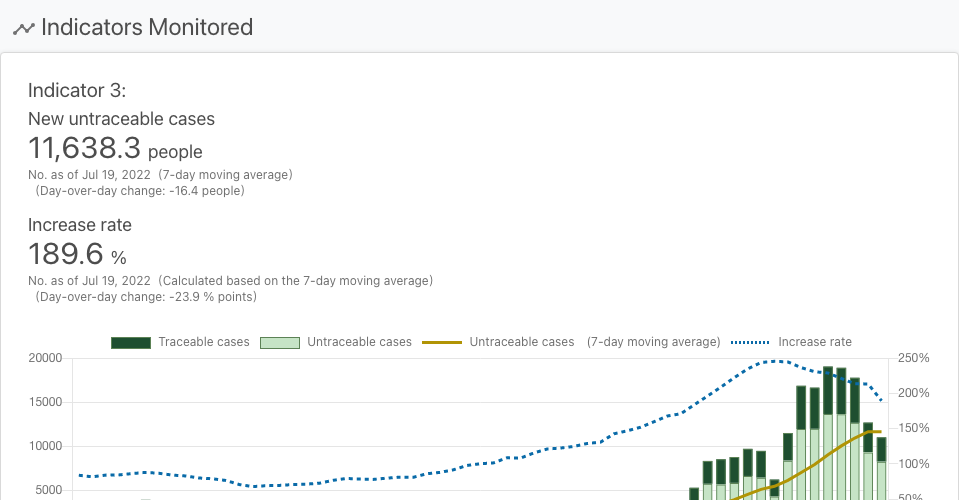 Indicators Monitored
Indicator 3:
New untraceable cases
11,638.3 people
No. as of Jul 19, 2022 (7-day moving average)
(Day-over-day change: -16.4 people)
Increase rate
189.6 %
No. as of Jul 19, 2022 (Calculated based on the 7-day moving average)
(Day-over-day change: -23.9 % points)
Traceable cases Untraceable cases Untraceable cases (7-day moving average) Increase rate
20000 250%
200%
15000
150%
10000
100%
5000
50%